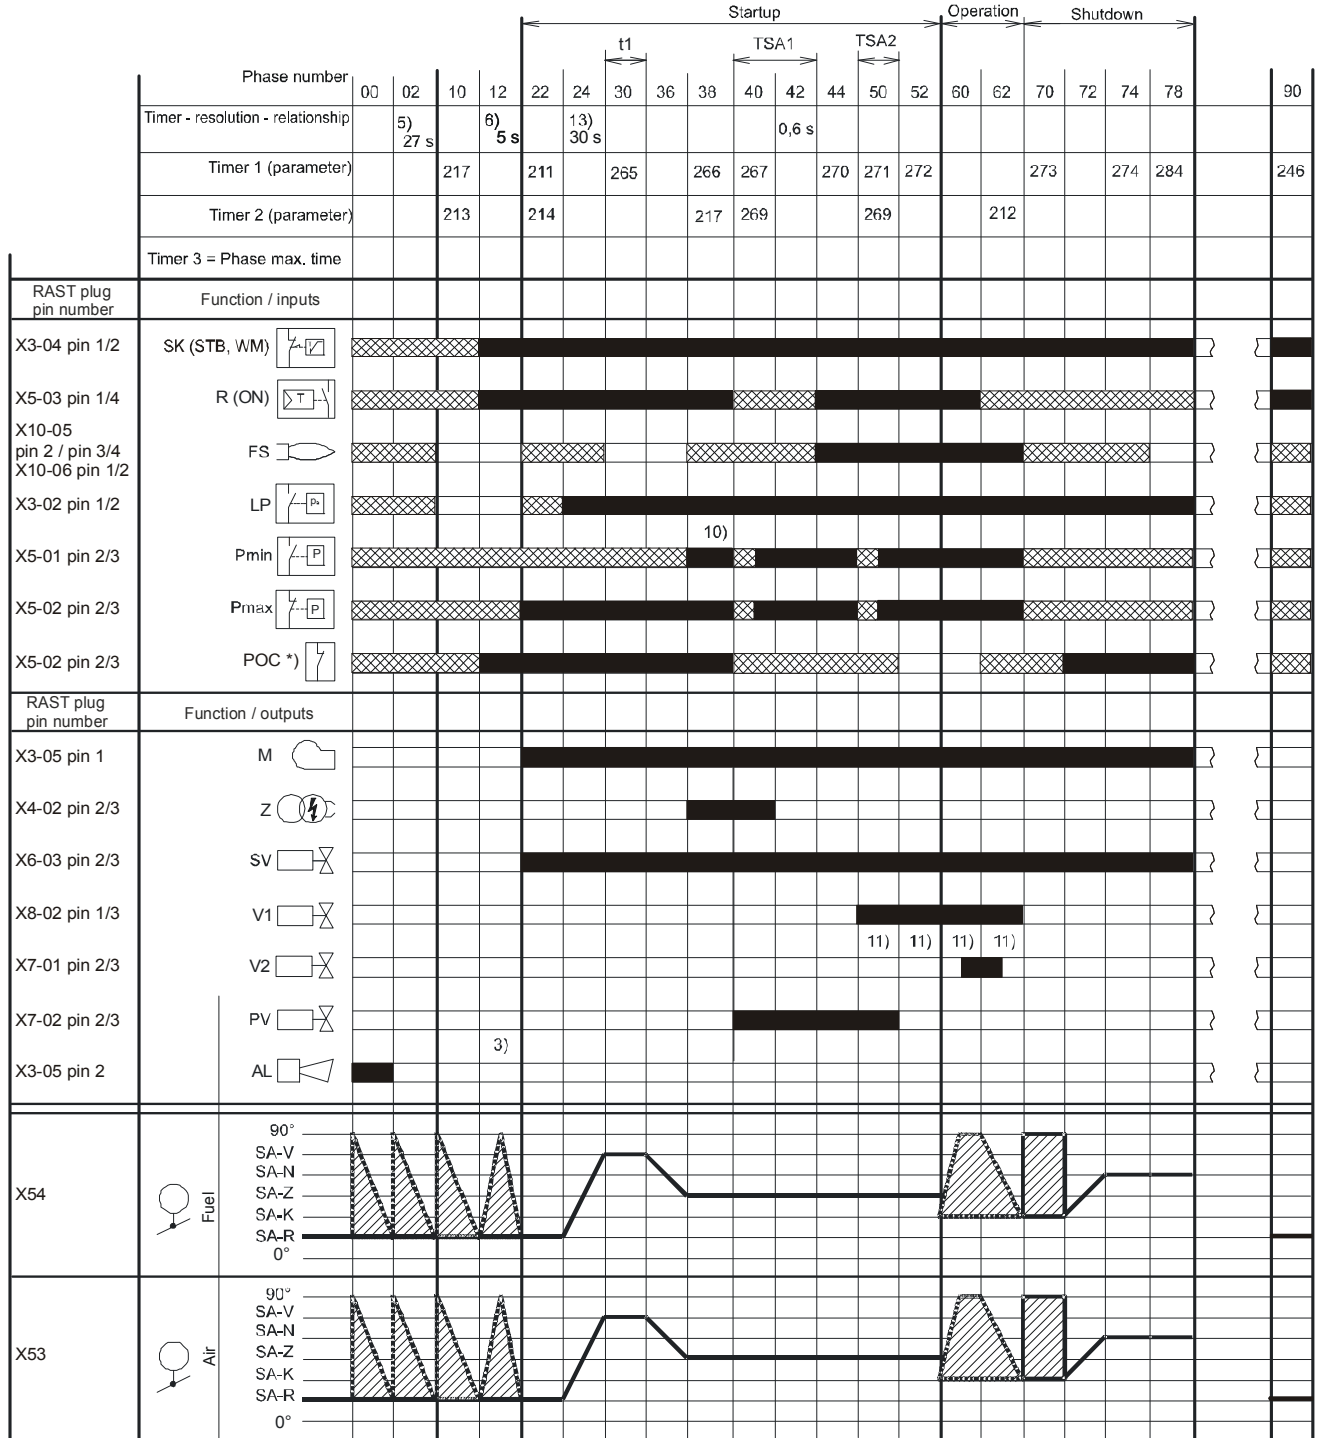 Startup Operation Shutdown
t1 TSA1 TSA2
Phase number 00 02 10 12 22 24 30 36 38 40 42 44 50 52 60 62 70 72 74 78 90
Timer - resolution - relationship 5) 27 s 6) 5 s 13) 30 s 0,6 s
Timer 1 (parameter) 217 211 265 266 267 270 271 272 273 274 284 246
Timer 2 (parameter) 213 214 217 269 269 212
Timer 3 = Phase max. time
RAST plug
pin number
Function / inputs
X3-04 pin 1/2 SK (STB, WM)
X5-03 pin 1/4 R (ON) T
X10-05
pin 2 / pin 3/4 FS
X10-06 pin 1/2
X3-02 pin 1/2 LP Pa
10)
X5-01 pin 2/3 Pmin P
X5-02 pin 2/3 Pmax P
X5-02 pin 2/3 POC *)
RAST plug
pin number
Function / outputs
X3-05 pin 1 M
X4-02 pin 2/3 Z
X6-03 pin 2/3 SV
X8-02 pin 1/3 V1
11) 11) 11) 11)
X7-01 pin 2/3 V2
X7-02 pin 2/3 PV
3)
X3-05 pin 2 AL
X54
Fuel
90°
SA-V
SA-N
SA-Z
SA-K
SA-R
0°
X53
Air
90°
SA-V
SA-N
SA-Z
SA-K
SA-R
0°